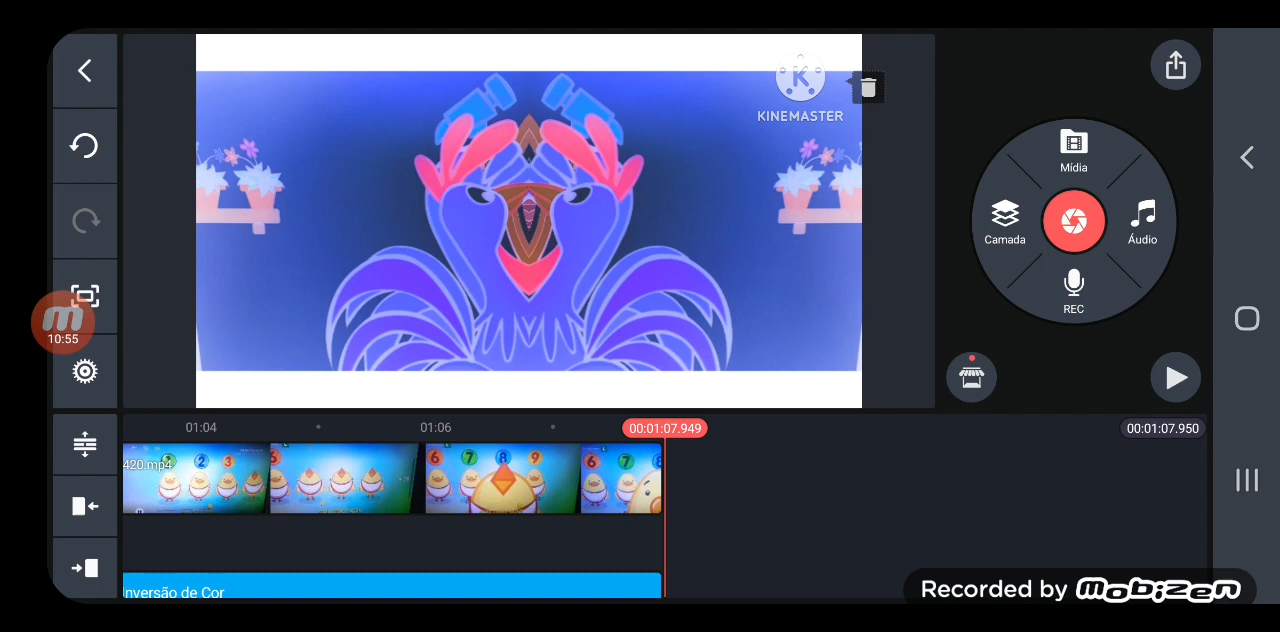 K
KINEMASTER
Mídia
Camada
Áudio
REC
m
10:55
01:04
01:06
00:01:07.949
00:01:07.950
420.mp4
2
3
6
6
7
8
9
6
7
8
Inversão de Cor
Recorded by mobizen